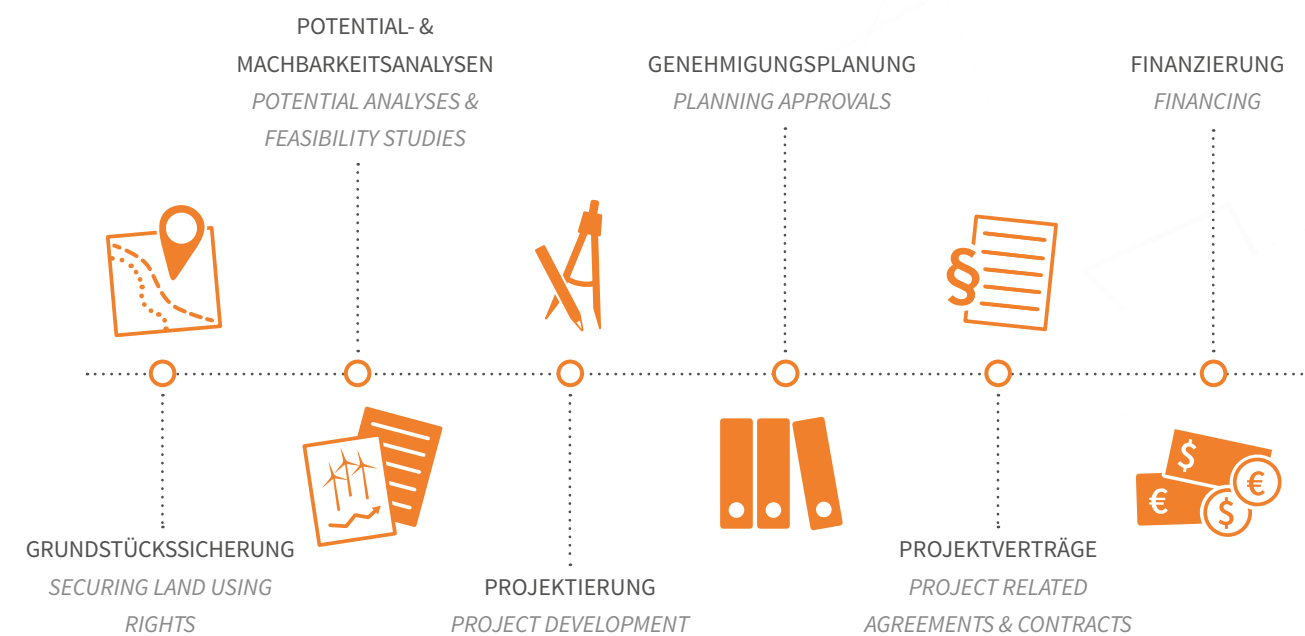 POTENTIAL- &
MACHBARKEITSANALYSEN
POTENTIAL ANALYSES &
FEASIBILITY STUDIES
GENEHMIGUNGSPLANUNG
PLANNING APPROVALS
FINANZIERUNG
FINANCING
§
$
€
€
$
GRUNDSTÜCKSSICHERUNG
SECURING LAND USING
RIGHTS
PROJEKTIERUNG
PROJECT DEVELOPMENT
PROJEKTVERTRÄGE
PROJECT RELATED
AGREEMENTS & CONTRACTS